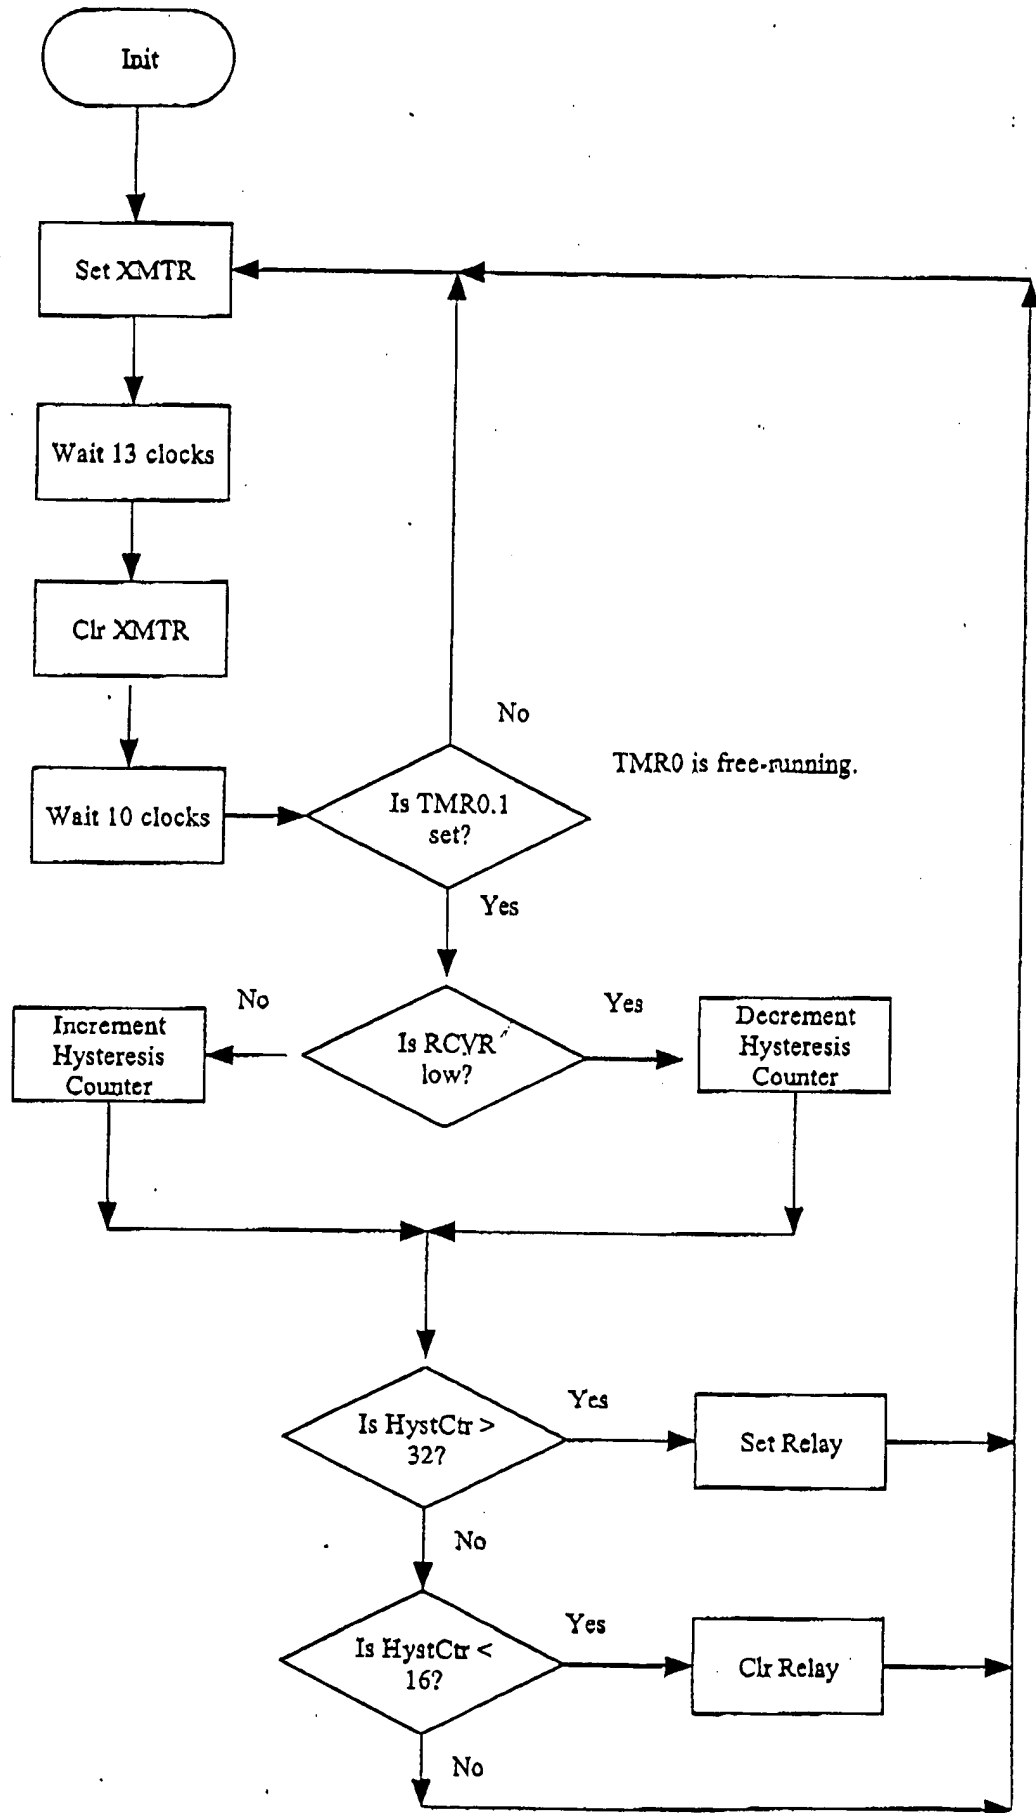 Init
Set XMTR
Wait 13 clocks
Clr XMTR
No
TMR0 is free-running.
Wait 10 clocks
Is TMR0.1
set?
Yes
No
Yes
Increment
Hysteresis
Counter
Is RCVR
low?
Decrement
Hysteresis
Counter
Is HystCtr >
32?
Yes
Set Relay
No
Is HystCtr <
16?
Yes
Clr Relay
No